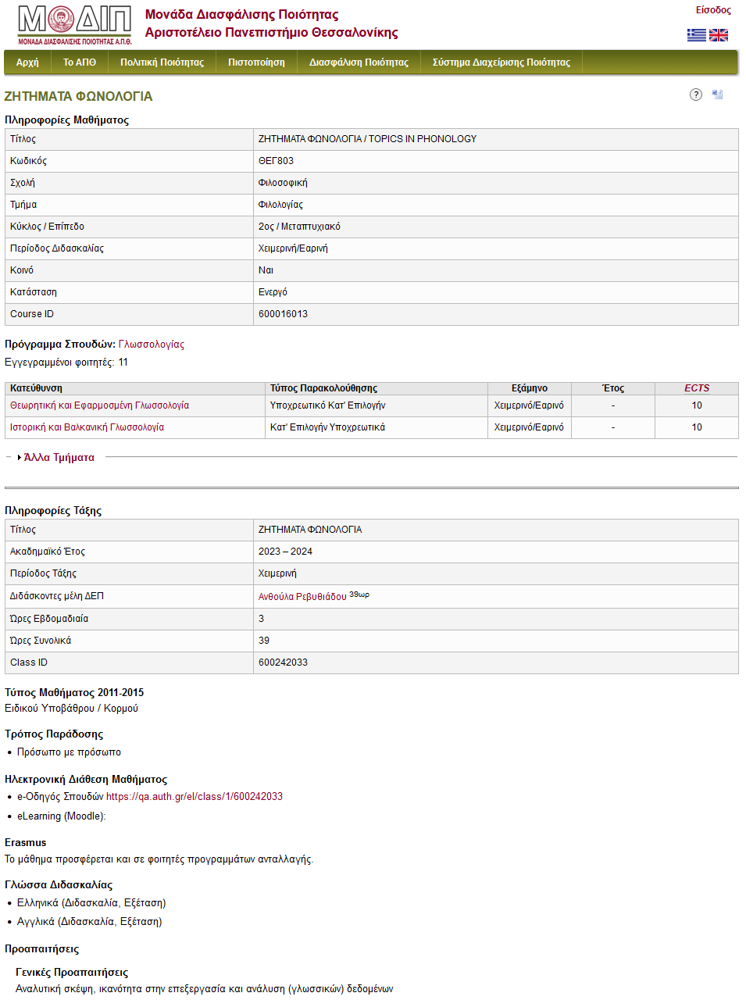 ΜΟΔΙΠ
ΜΟΝΑΔΑ ΔΙΑΣΦΑΛΙΣΗΣ ΠΟΙΟΤΗΤΑΣ Α.Π.Θ.
Μονάδα Διασφάλισης Ποιότητας
Αριστοτέλειο Πανεπιστήμιο Θεσσαλονίκης
Είσοδος
Αρχή Το ΑΠΘ Πολιτική Ποιότητας Πιστοποίηση Διασφάλιση Ποιότητας Σύστημα Διαχείρισης Ποιότητας
ΖΗΤΗΜΑΤΑ ΦΩΝΟΛΟΓΙΑ ?
Πληροφορίες Μαθήματος
Τίτλος ΖΗΤΗΜΑΤΑ ΦΩΝΟΛΟΓΙΑ / TOPICS IN PHONOLOGY
Κωδικός ΘΕΓ803
Σχολή Φιλοσοφική
Τμήμα Φιλολογίας
Κύκλος / Επίπεδο 2ος / Μεταπτυχιακό
Περίοδος Διδασκαλίας Χειμερινή/Εαρινή
Κοινό Ναι
Κατάσταση Ενεργό
Course ID 600016013
Πρόγραμμα Σπουδών: Γλωσσολογίας
Εγγεγραμμένοι φοιτητές: 11
Κατεύθυνση Τύπος Παρακολούθησης Εξάμηνο Έτος ECTS
Θεωρητική και Εφαρμοσμένη Γλωσσολογία Υποχρεωτικό Κατ' Επιλογήν Χειμερινό/Εαρινό - 10
Ιστορική και Βαλκανική Γλωσσολογία Κατ' Επιλογήν Υποχρεωτικά Χειμερινό/Εαρινό - 10
Άλλα Τμήματα
Πληροφορίες Τάξης
Τίτλος ΖΗΤΗΜΑΤΑ ΦΩΝΟΛΟΓΙΑ
Ακαδημαϊκό Έτος 2023 – 2024
Περίοδος Τάξης Χειμερινή
Διδάσκοντες μέλη ΔΕΠ Ανθούλα Ρεβυθιάδου 39ωρ
Ώρες Εβδομαδιαία 3
Ώρες Συνολικά 39
Class ID 600242033
Τύπος Μαθήματος 2011-2015
Ειδικού Υποβάθρου / Κορμού
Τρόπος Παράδοσης
• Πρόσωπο με πρόσωπο
Ηλεκτρονική Διάθεση Μαθήματος
• e-Οδηγός Σπουδών https://qa.auth.gr/el/class/1/600242033
• eLearning (Moodle):
Erasmus
Το μάθημα προσφέρεται και σε φοιτητές προγραμμάτων ανταλλαγής.
Γλώσσα Διδασκαλίας
• Ελληνικά (Διδασκαλία, Εξέταση)
• Αγγλικά (Διδασκαλία, Εξέταση)
Προαπαιτήσεις
Γενικές Προαπαιτήσεις
Αναλυτική σκέψη, ικανότητα στην επεξεργασία και ανάλυση (γλωσσικών) δεδομένων